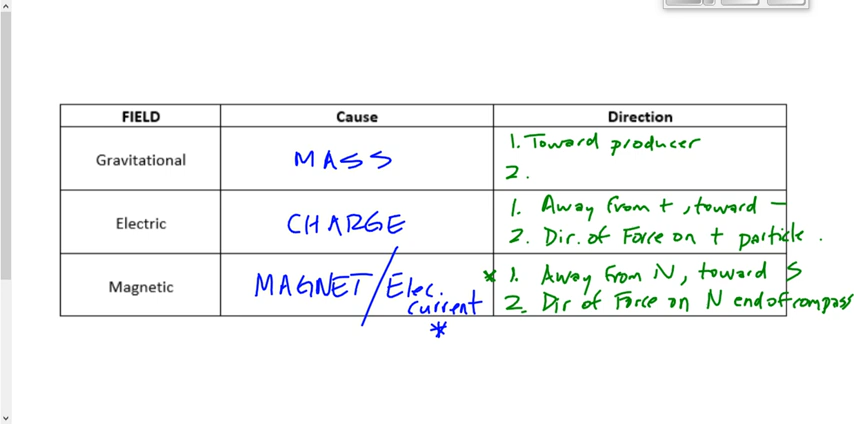 FIELD Cause Direction
Gravitational MASS 1. Toward producer
2.
Electric CHARGE 1. Away from +, toward -
2. Dir. of Force on + particle.
Magnetic MAGNET/Elec. current * * 1. Away from N, toward S
2. Dir of Force on N end of compass